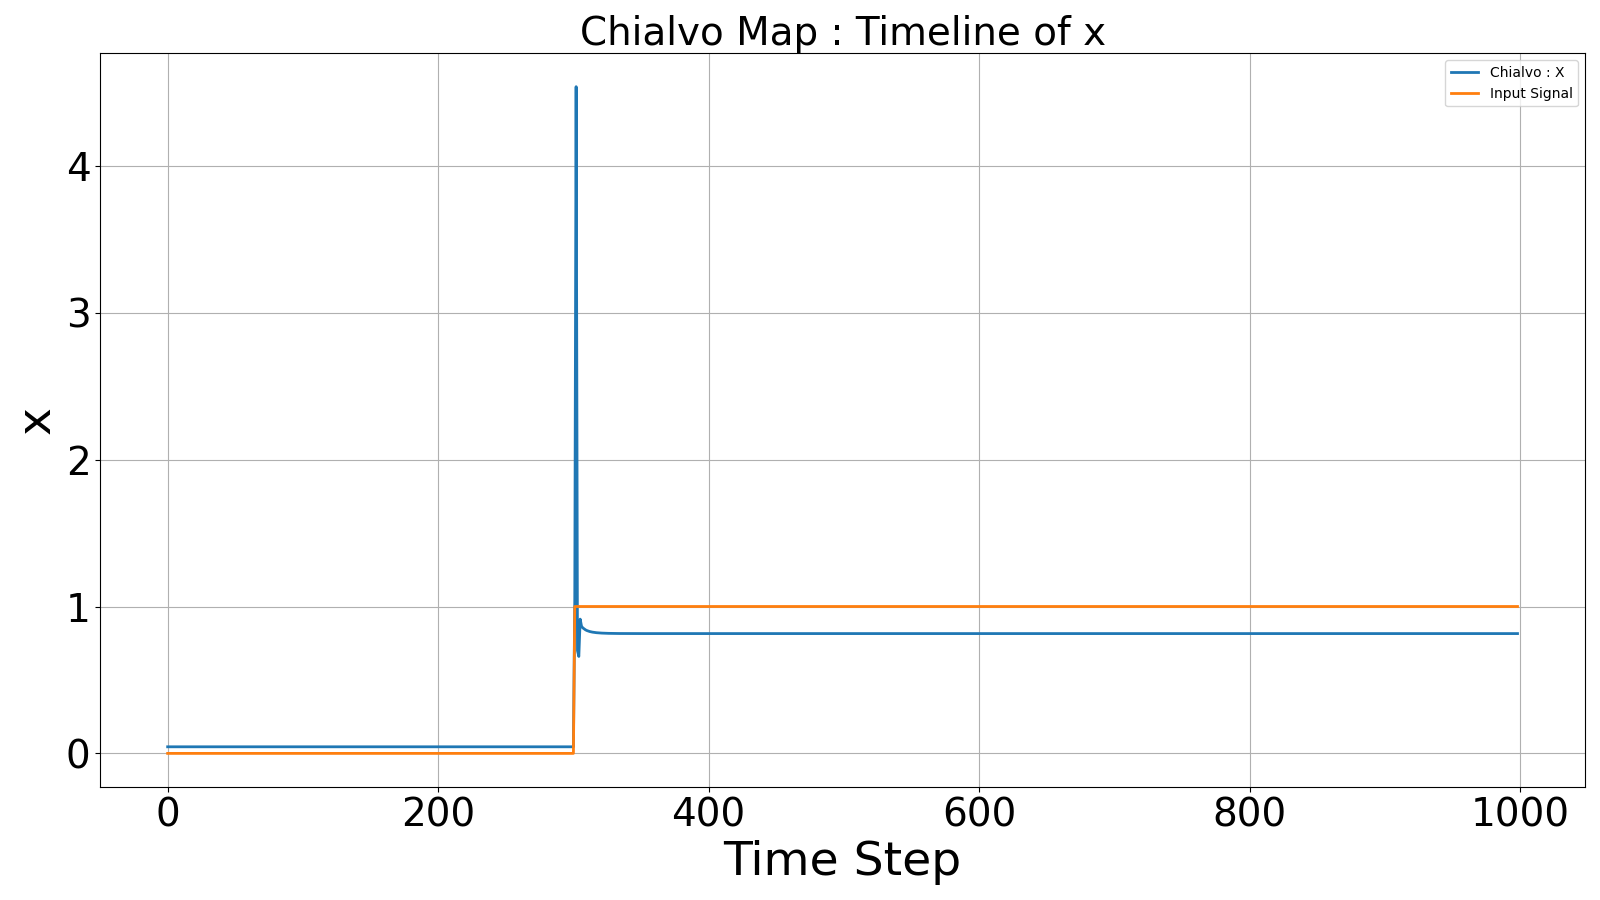 Chialvo Map : Timeline of x
Chialvo : X
Input Signal
4
3
2
1
0
x
0 200 400 600 800 1000
Time Step